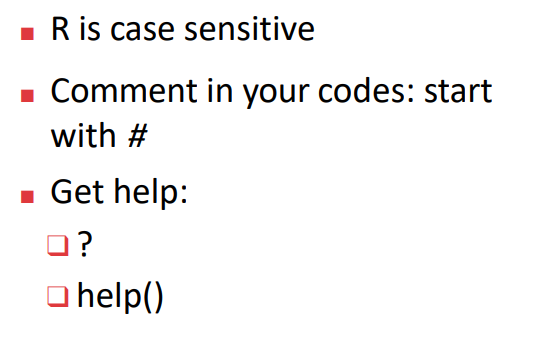 R is case sensitive
Comment in your codes: start
with #
Get help:
?
help()